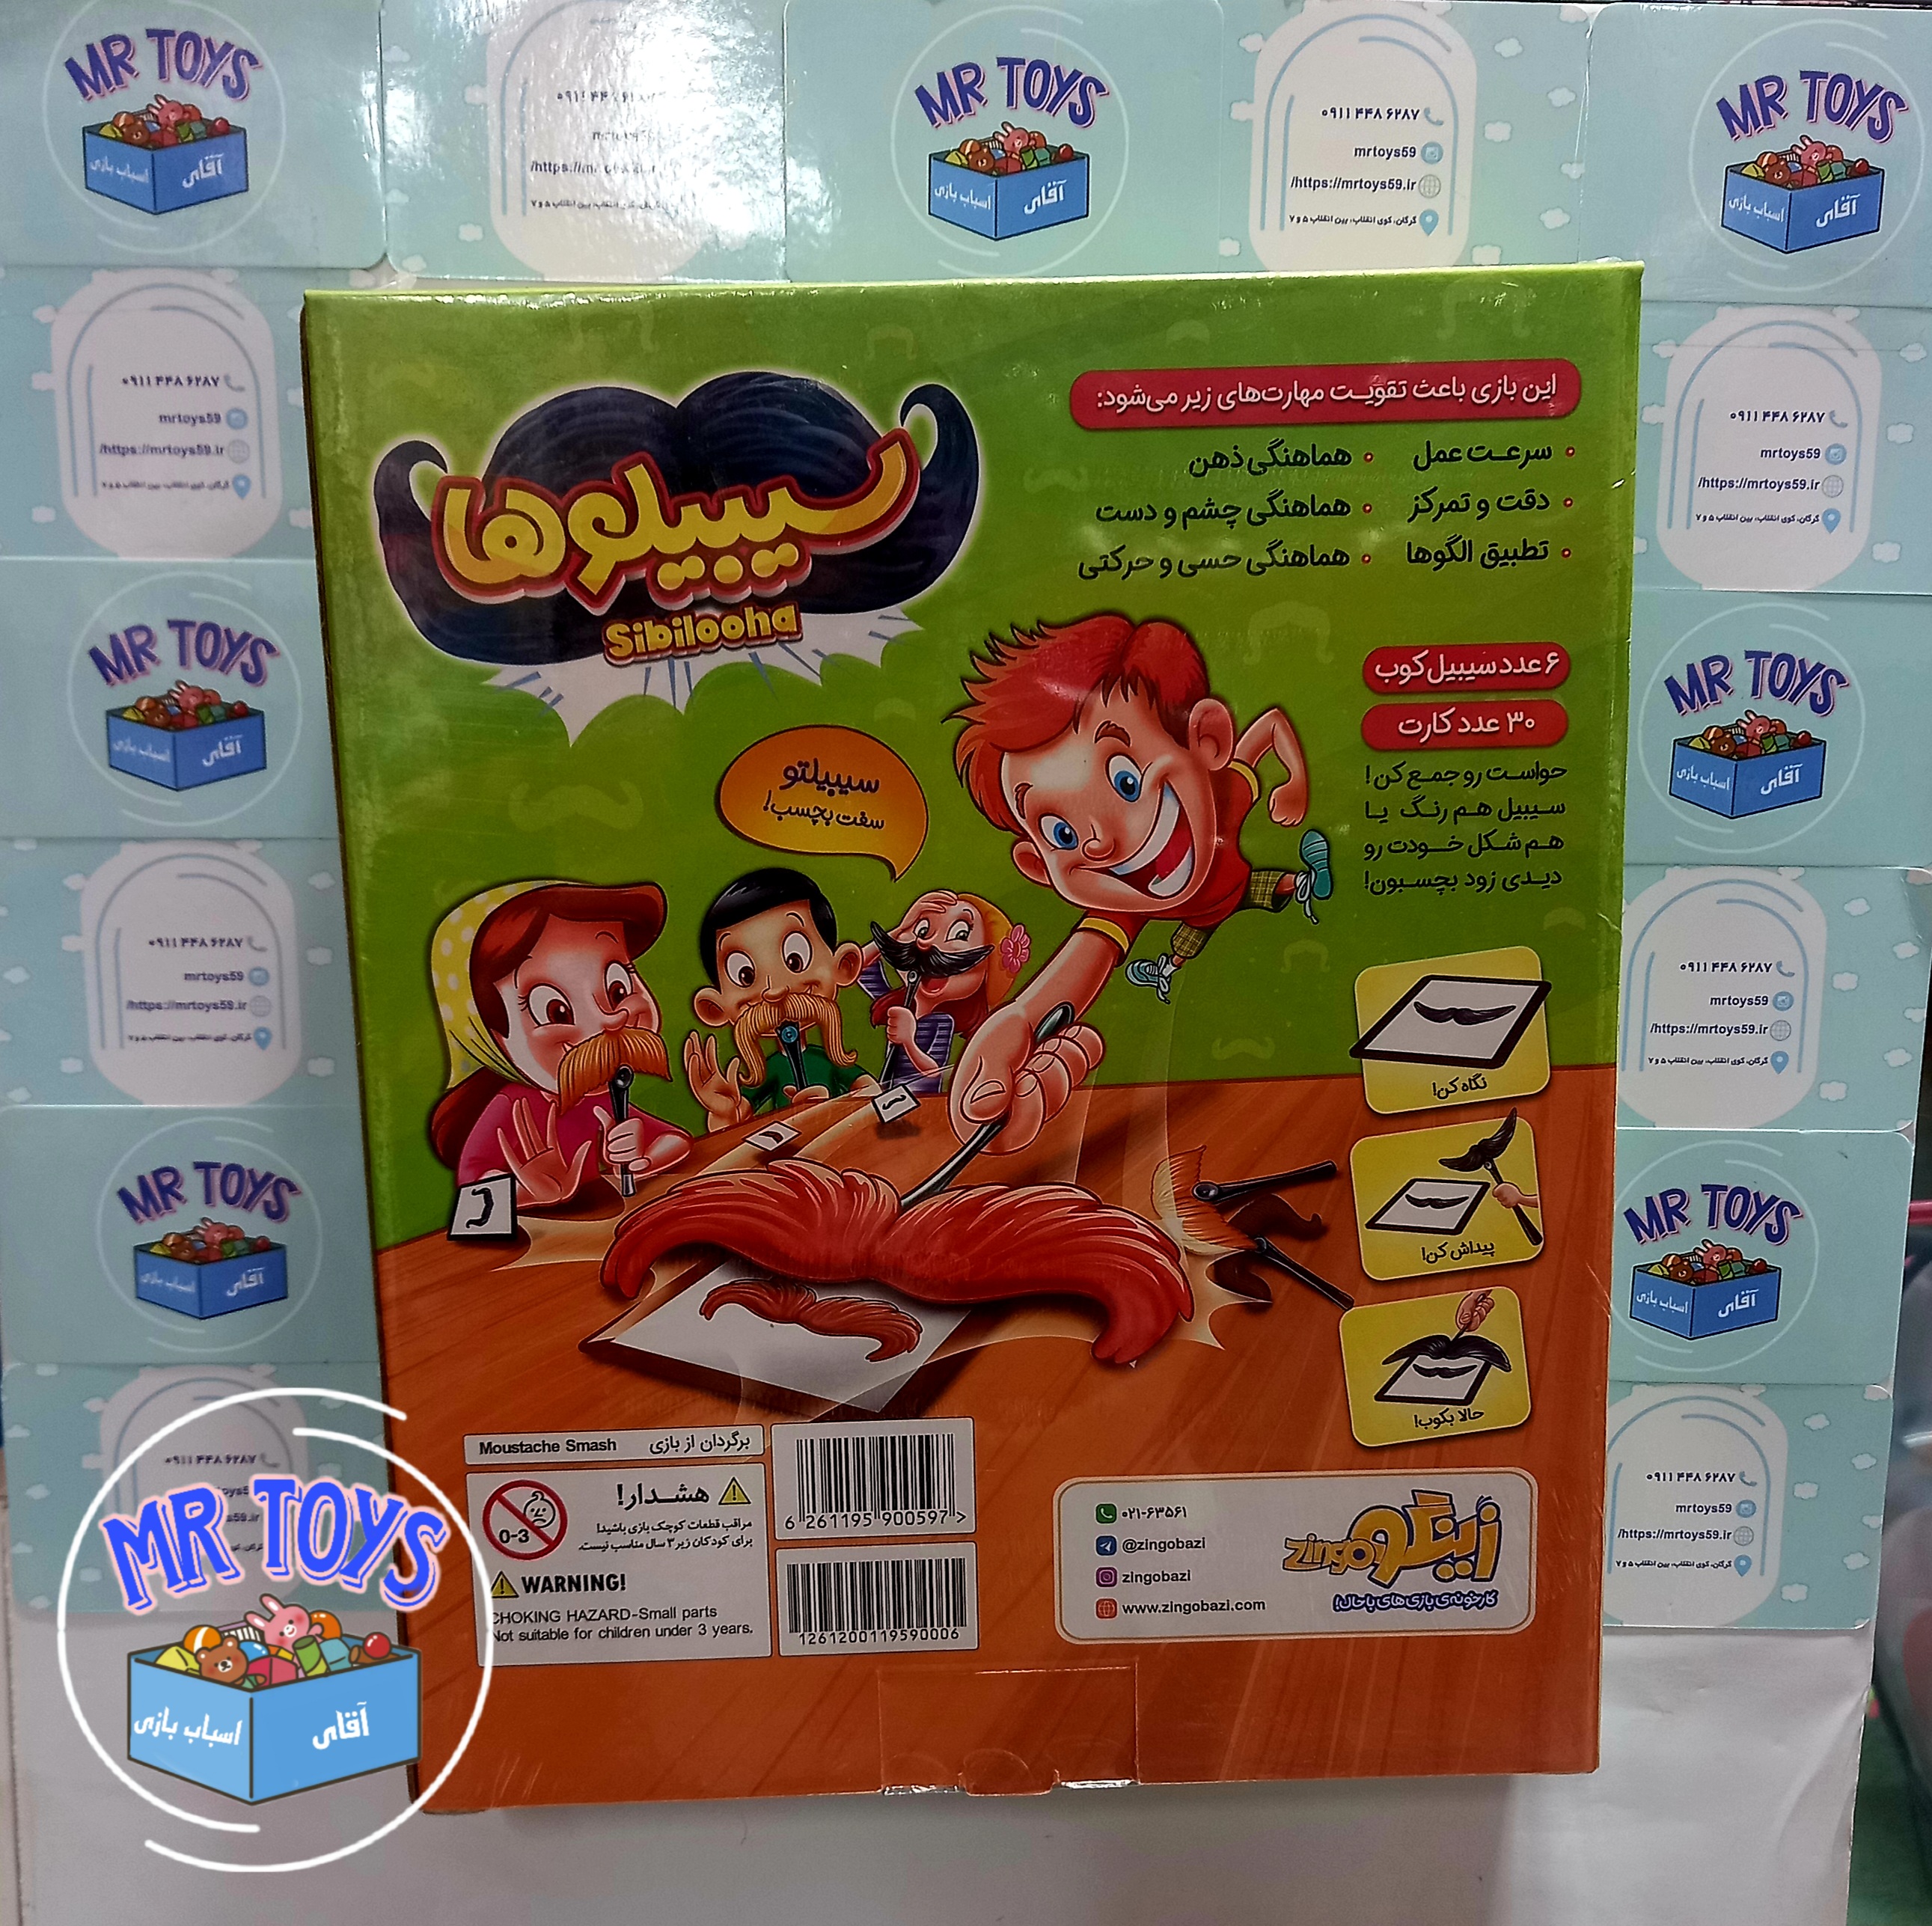 MR TOYS
آقای
اسباب بازی
۰۹۱۱ ۴۴۸ ۶۲۸۷
mrtoys59
https://mrtoys59.ir/
گرگان، کوی انقلاب، بین انقلاب ۵ و ۷
سیبیلوها
Sibilooha
این بازی باعث تقویت مهارت‌های زیر می‌شود:
• سرعت عمل • هماهنگی ذهن
• دقت و تمرکز • هماهنگی چشم و دست
• تطبیق الگوها • هماهنگی حسی و حرکتی
۶ عدد سیبیل کوب
۳۰ عدد کارت
حواست رو جمع کن!
سیبیل هم رنگ یا
هم شکل خودت رو
دیدی زود بچسبون!
سیبیلتو
سفت بچسب!
نگاه کن!
پیداش کن!
حالا بکوب!
برگردان از بازی Moustache Smash
هشدار!
مراقب قطعات کوچک بازی باشید!
برای کودکان زیر ۳ سال مناسب نیست.
0-3
WARNING!
CHOKING HAZARD-Small parts
Not suitable for children under 3 years.
6 261195 900597 >
1261200119590006
۰۲۱-۶۳۵۶۱
@zingobazi
zingobazi
www.zingobazi.com
زینگو
zingo
کارخونه‌ی بازی‌های باحال!
MR TOYS
آقای
اسباب بازی